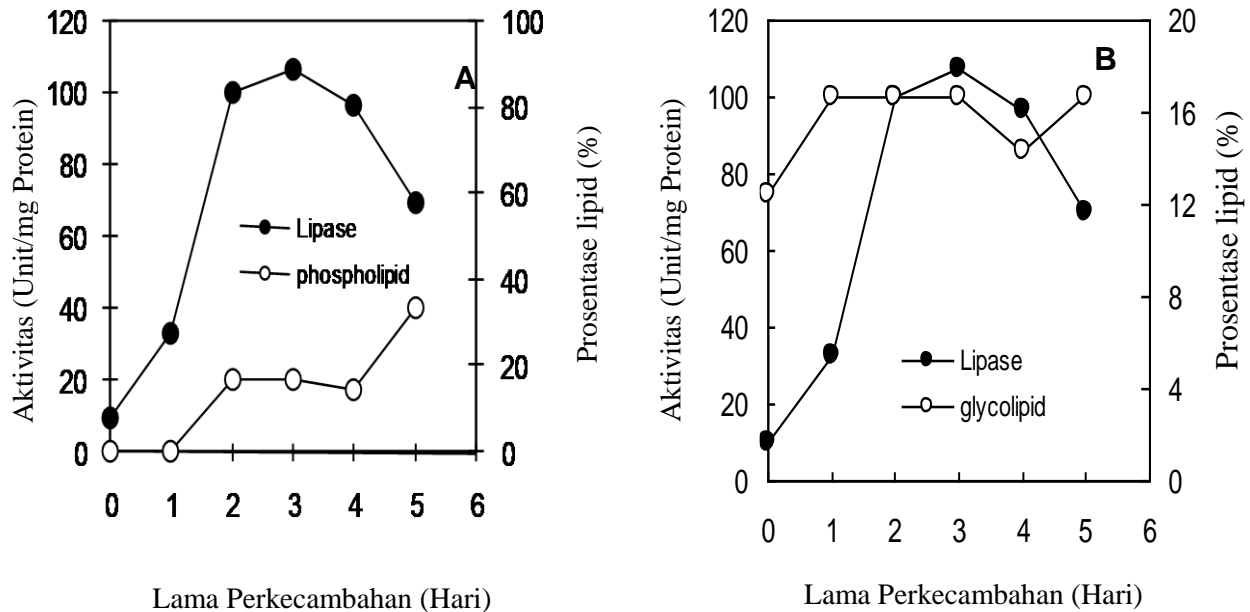 A
120
100
80
60
40
20
0
100
80
60
40
20
0
0 1 2 3 4 5 6
Aktivitas (Unit/mg Protein)
Prosentase lipid (%)
Lipase
phospholipid
Lama Perkecambahan (Hari)
B
120
100
80
60
40
20
0
20
16
12
8
4
0
0 1 2 3 4 5 6
Aktivitas (Unit/mg Protein)
Prosentase lipid (%)
Lipase
glycolipid
Lama Perkecambahan (Hari)